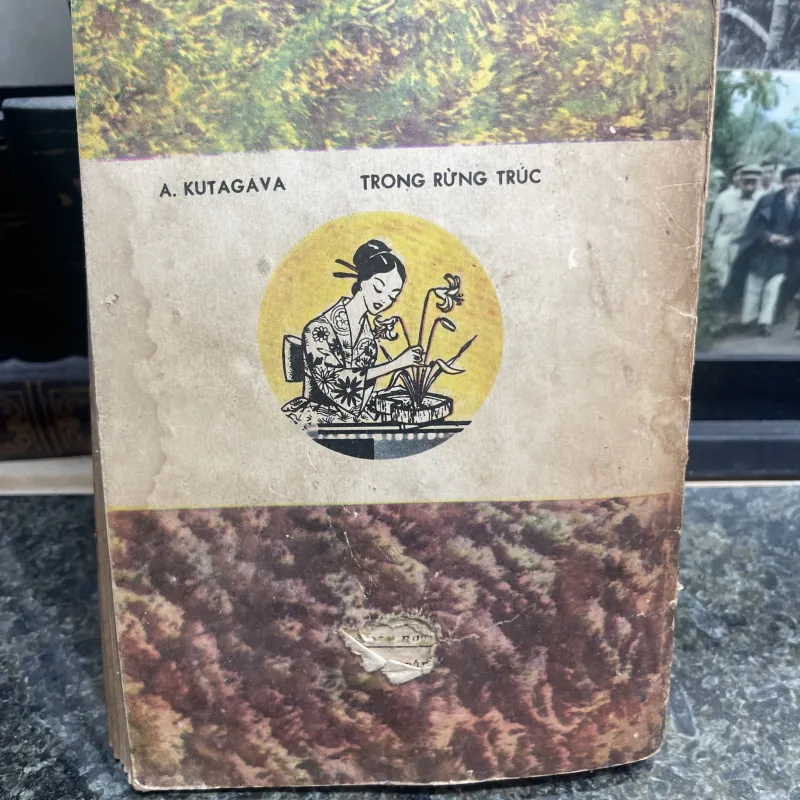 A. KUTAGAVA TRONG RỪNG TRÚC